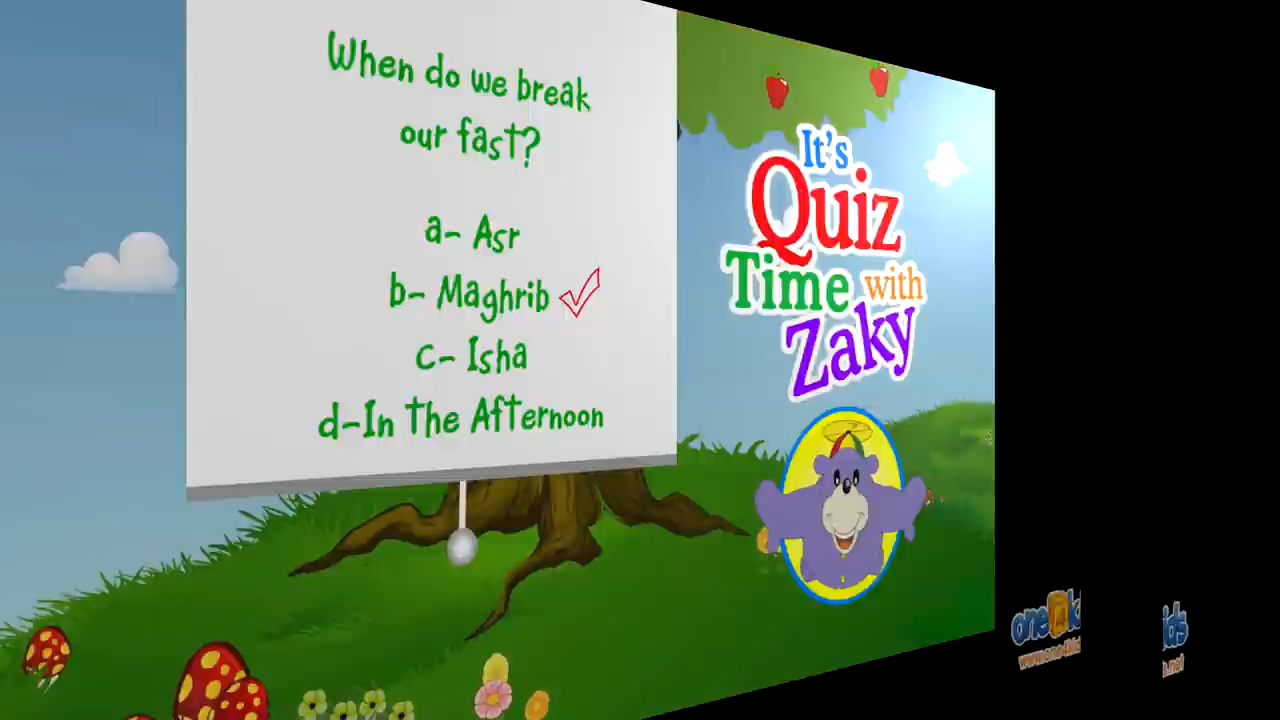 When do we break
our fast?
a- Asr
b- Maghrib
c- Isha
d-In The Afternoon
It's
Quiz
Time with
Zaky